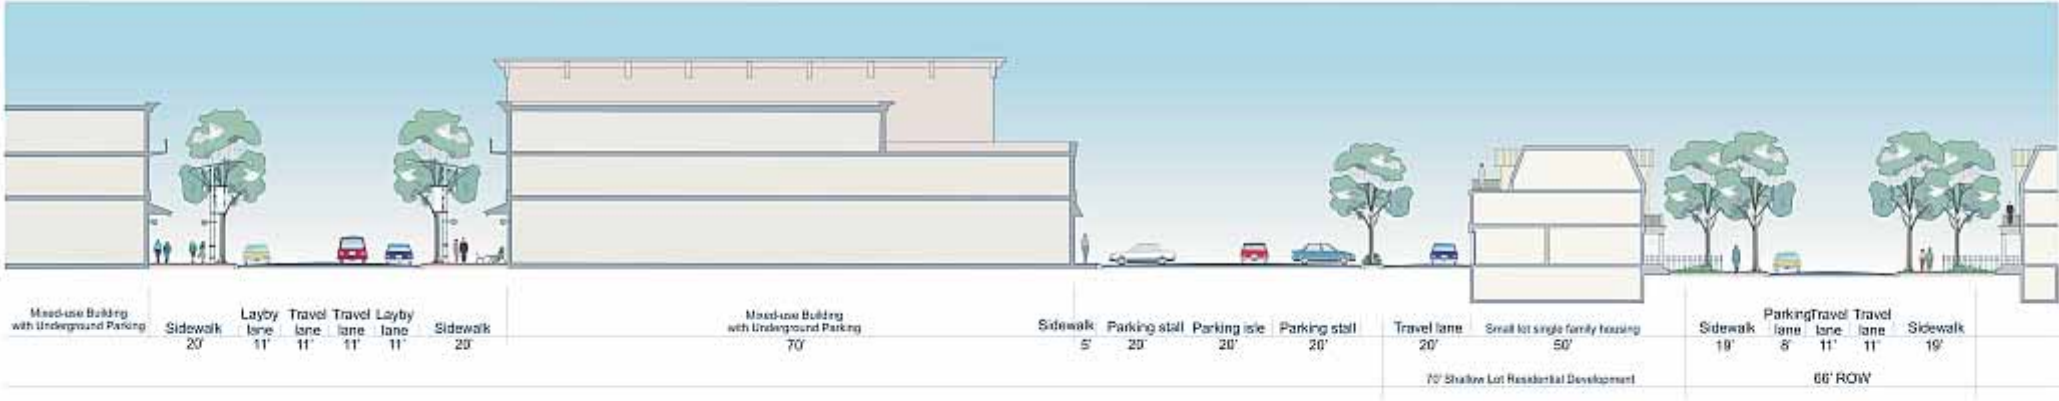 Mixed-use Building
with Underground Parking
Sidewalk
20'
Layby
lane
11'
Travel
lane
11'
Travel
lane
11'
Layby
lane
11'
Sidewalk
20'
Mixed-use Building
with Underground Parking
70'
Sidewalk
5'
Parking stall
20'
Parking isle
20'
Parking stall
20'
Travel lane
20'
Small lot single family housing
50'
Sidewalk
19'
Parking
lane
8'
Travel
lane
11'
Travel
lane
11'
Sidewalk
19'
70' Shallow Lot Residential Development
66' ROW